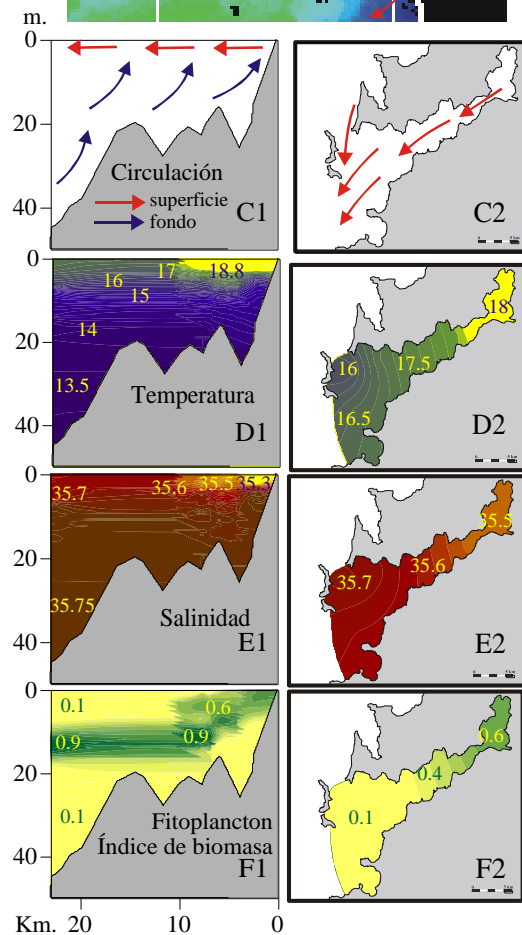 m.
0
20
40
Circulación
superficie
fondo
C1
C2
0
20
40
16
17
18.8
15
14
13.5
Temperatura
D1
18
17.5
16
16.5
D2
0
20
40
35.7
35.6
35.5
35.3
35.75
Salinidad
E1
35.5
35.6
35.7
E2
0
20
40
0.1
0.6
0.9
0.9
0.1
Fitoplancton
Índice de biomasa
F1
0.6
0.4
0.1
F2
Km. 20 10 0